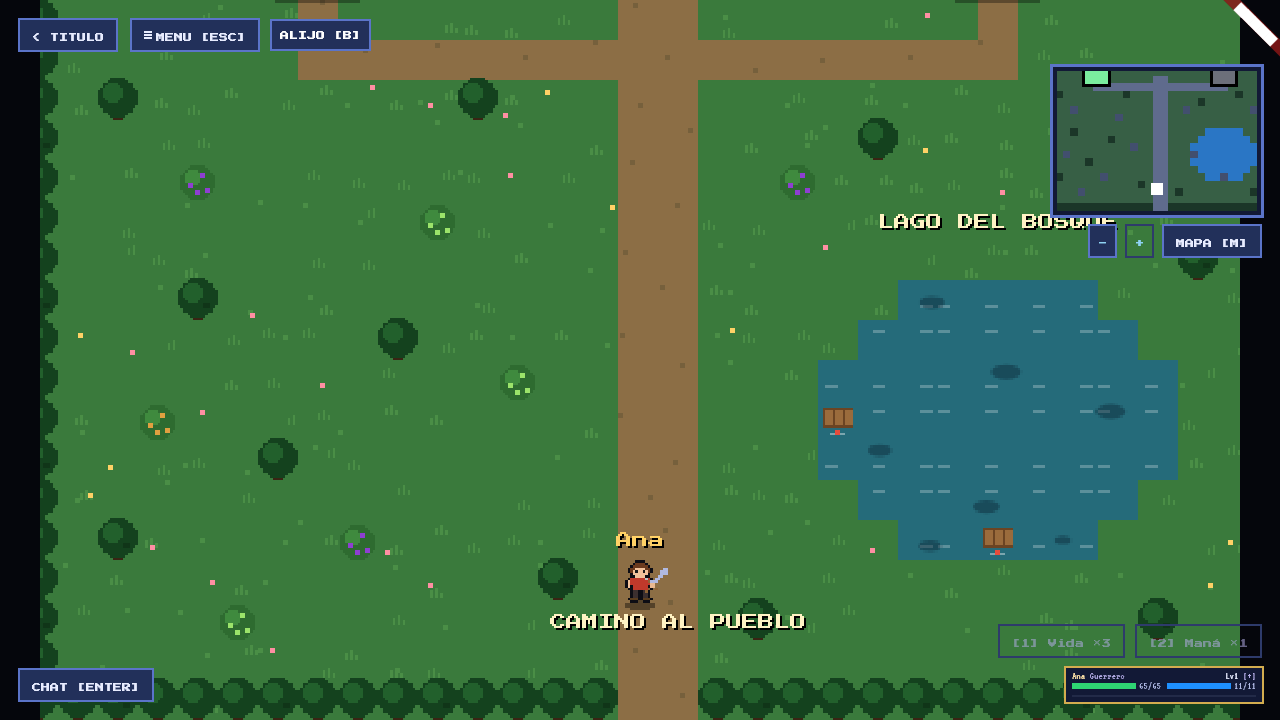 < TITULO
≡MENU [ESC]
ALIJO [B]
LAGO DEL BOSQUE
-
+
MAPA [M]
Ana
CAMINO AL PUEBLO
[1] Vida ×3
[2] Maná ×1
CHAT [ENTER]
Ana Guerrero
Lv1 [+]
65/65
11/11